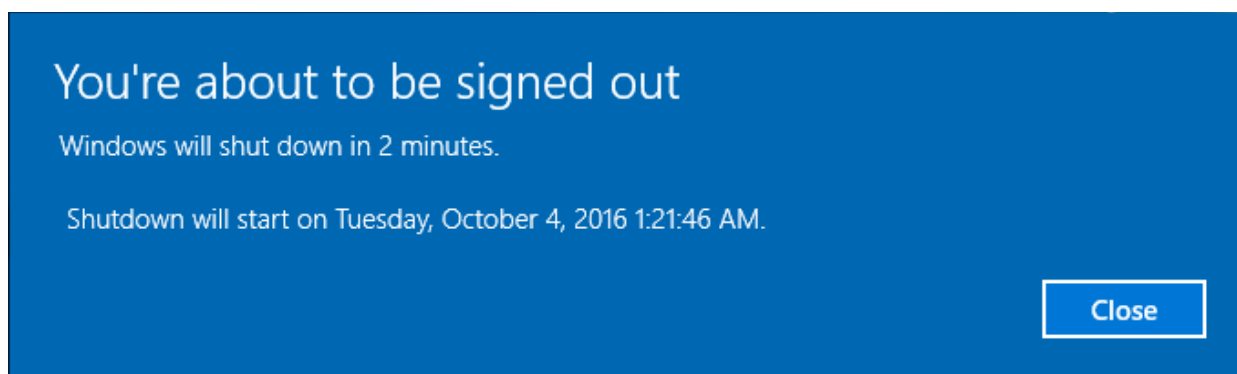 You're about to be signed out
Windows will shut down in 2 minutes.
Shutdown will start on Tuesday, October 4, 2016 1:21:46 AM.
Close